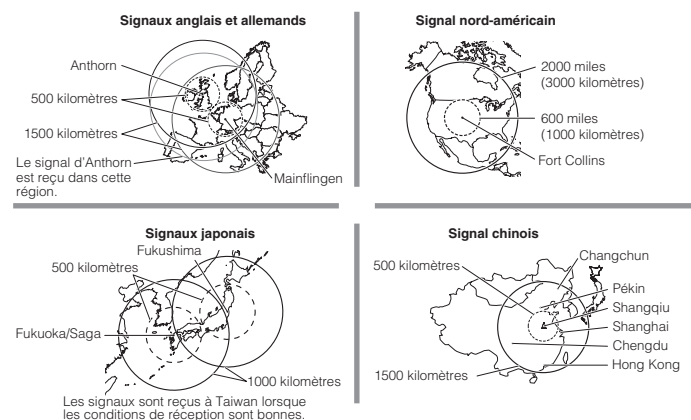 Signaux anglais et allemands
Anthorn
500 kilomètres
1500 kilomètres
Le signal d'Anthorn
est reçu dans cette
région.
Mainflingen
Signal nord-américain
2000 miles
(3000 kilomètres)
600 miles
(1000 kilomètres)
Fort Collins
Signaux japonais
Fukushima
500 kilomètres
Fukuoka/Saga
1000 kilomètres
Les signaux sont reçus à Taiwan lorsque
les conditions de réception sont bonnes.
Signal chinois
Changchun
500 kilomètres
Pékin
Shangqiu
Shanghai
Chengdu
Hong Kong
1500 kilomètres